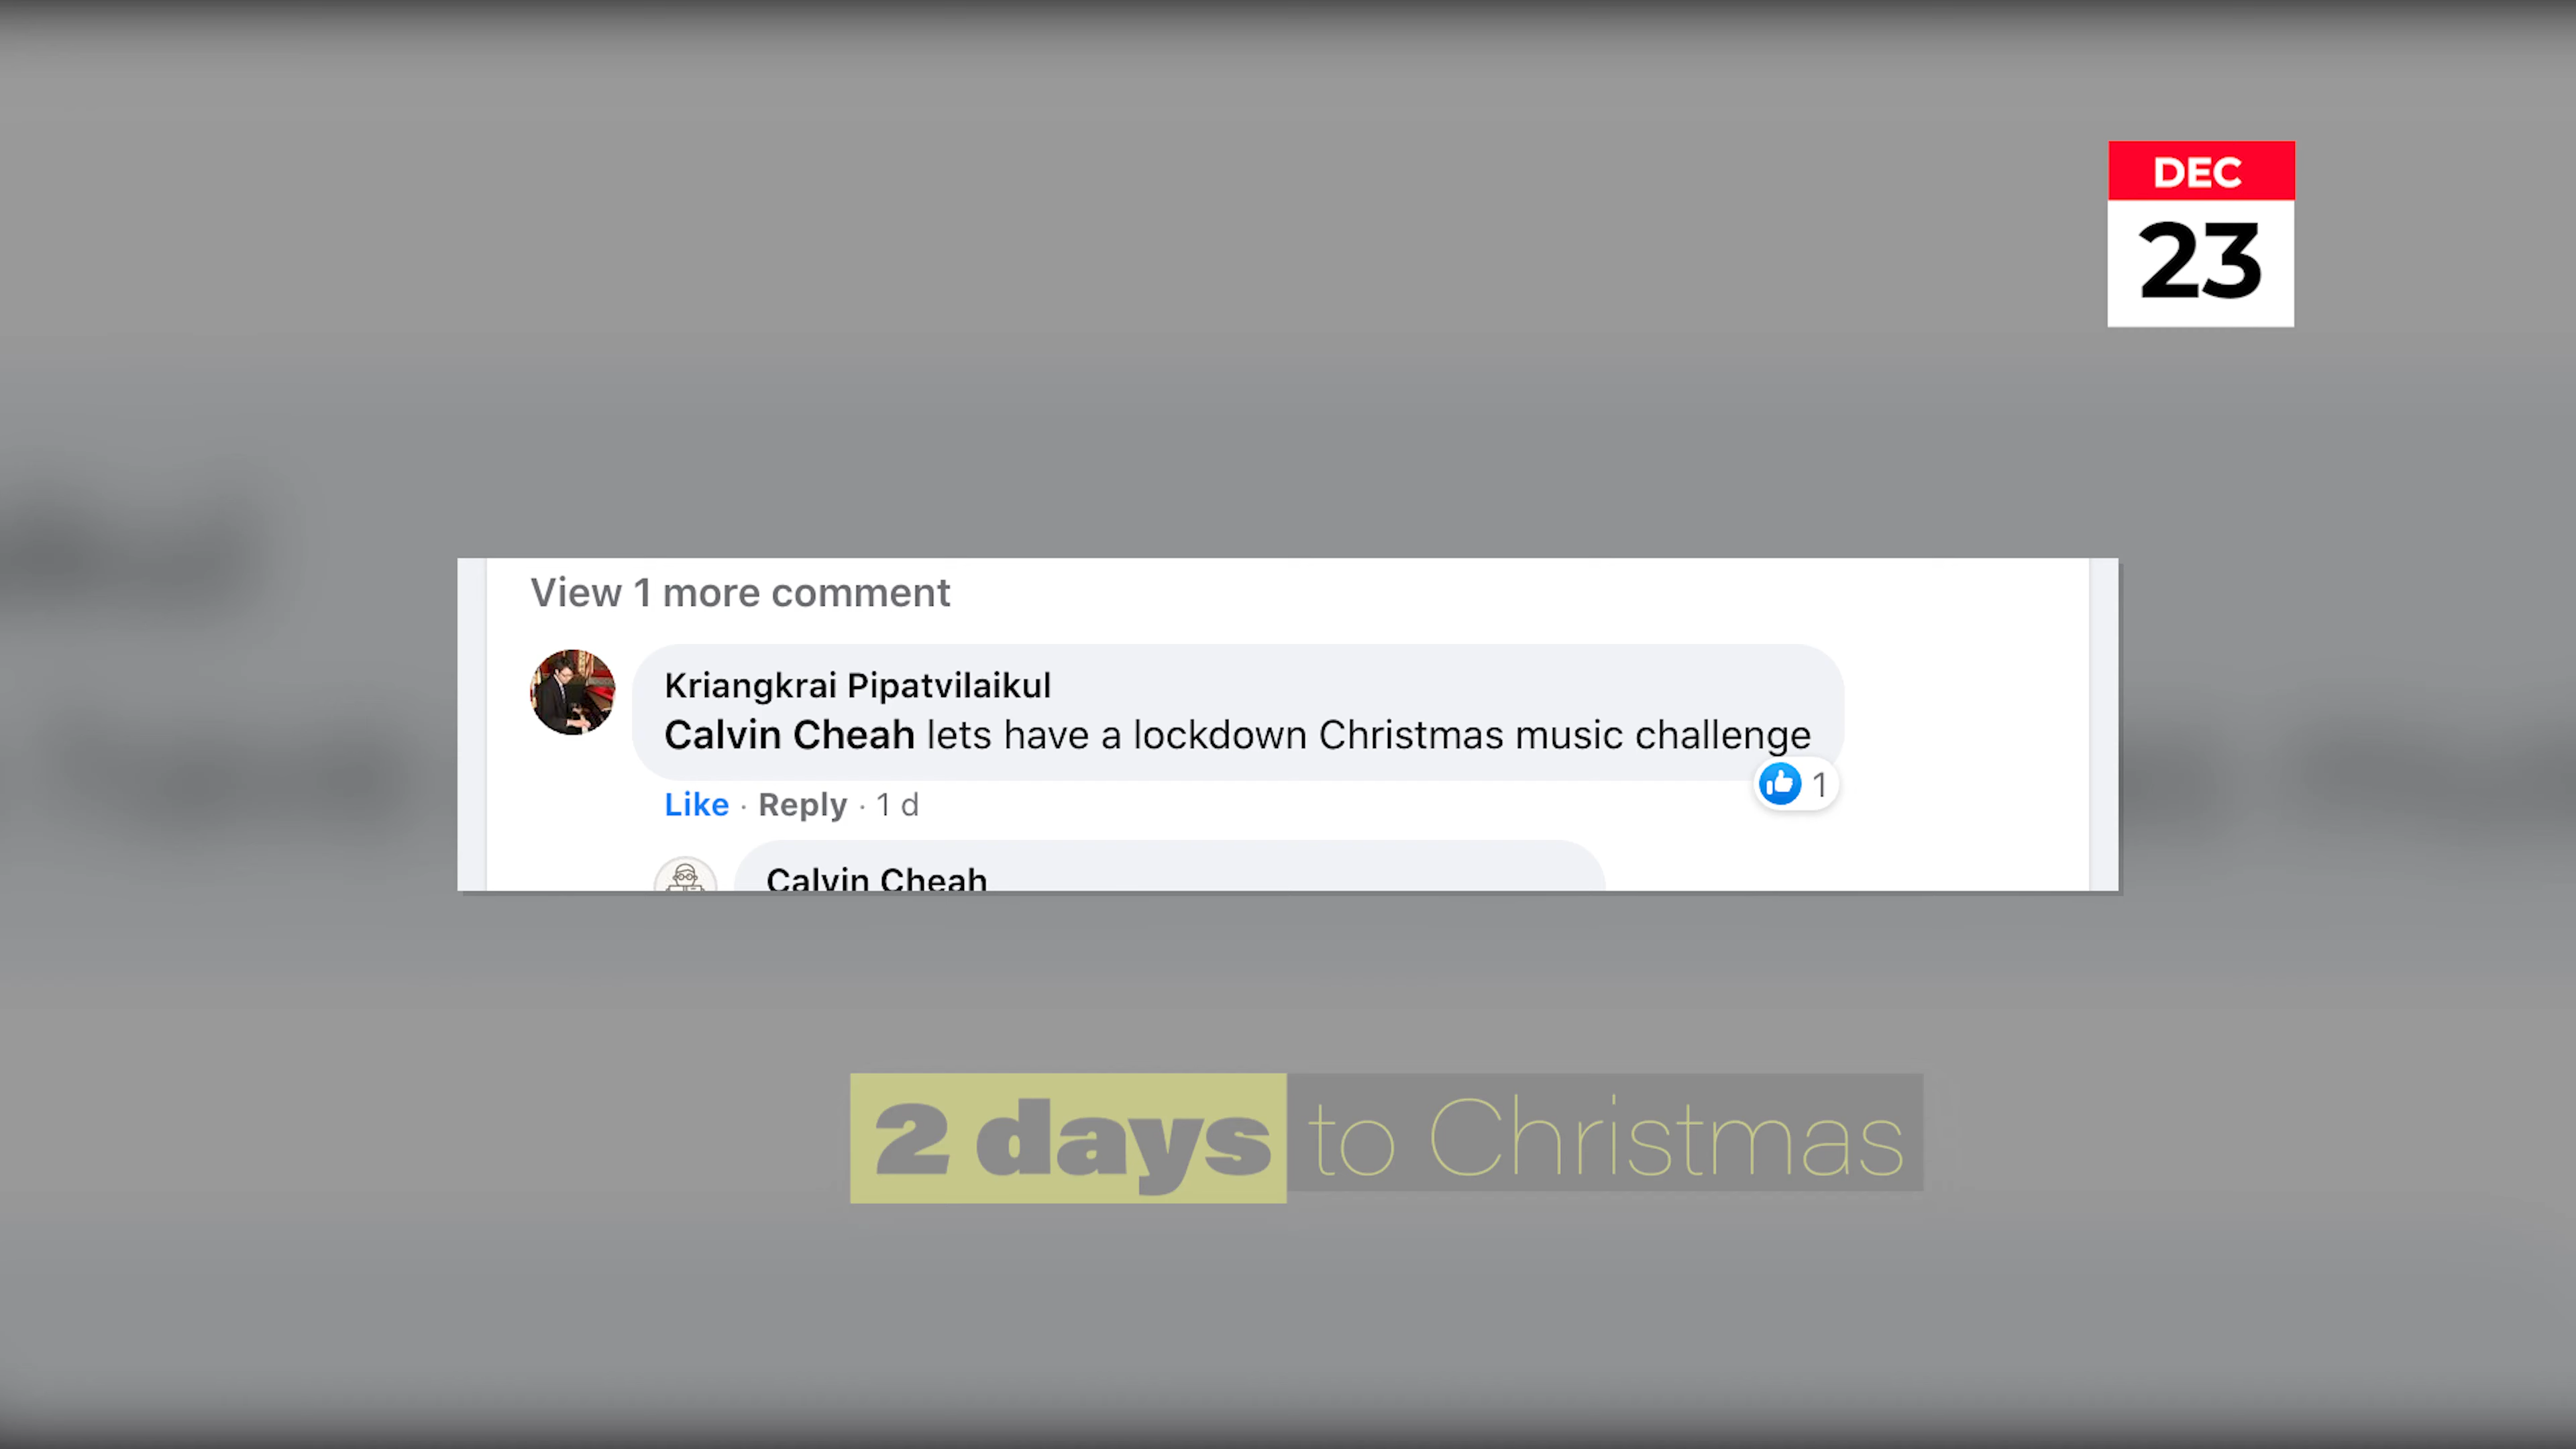 DEC
23
View 1 more comment
Kriangkrai Pipatvilaikul
Calvin Cheah lets have a lockdown Christmas music challenge
1
Like · Reply · 1 d
Calvin Cheah
2 days to Christmas